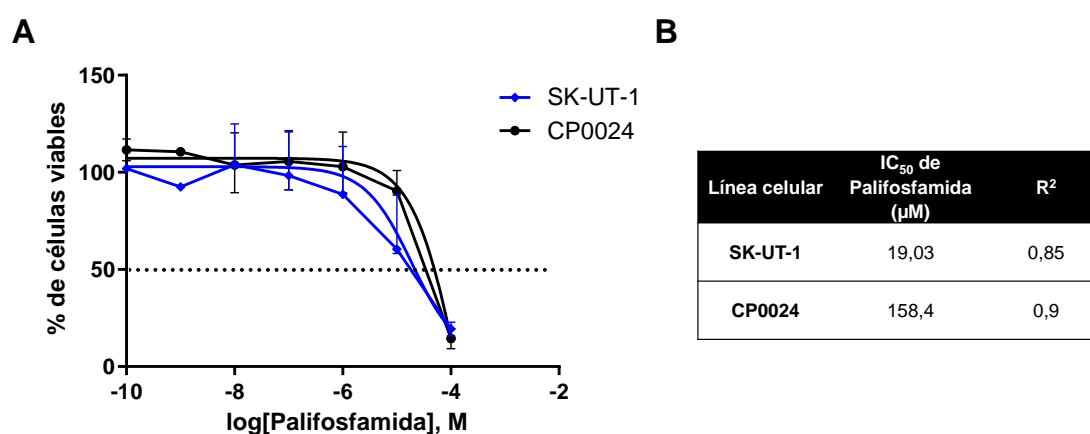 A
B
150
100
50
0
% de células viables
-10
-8
-6
-4
-2
log[Palifosfamida], M
SK-UT-1
CP0024
Línea celular
IC50 de
Palifosfamida
(µM)
R²
SK-UT-1
19,03
0,85
CP0024
158,4
0,9